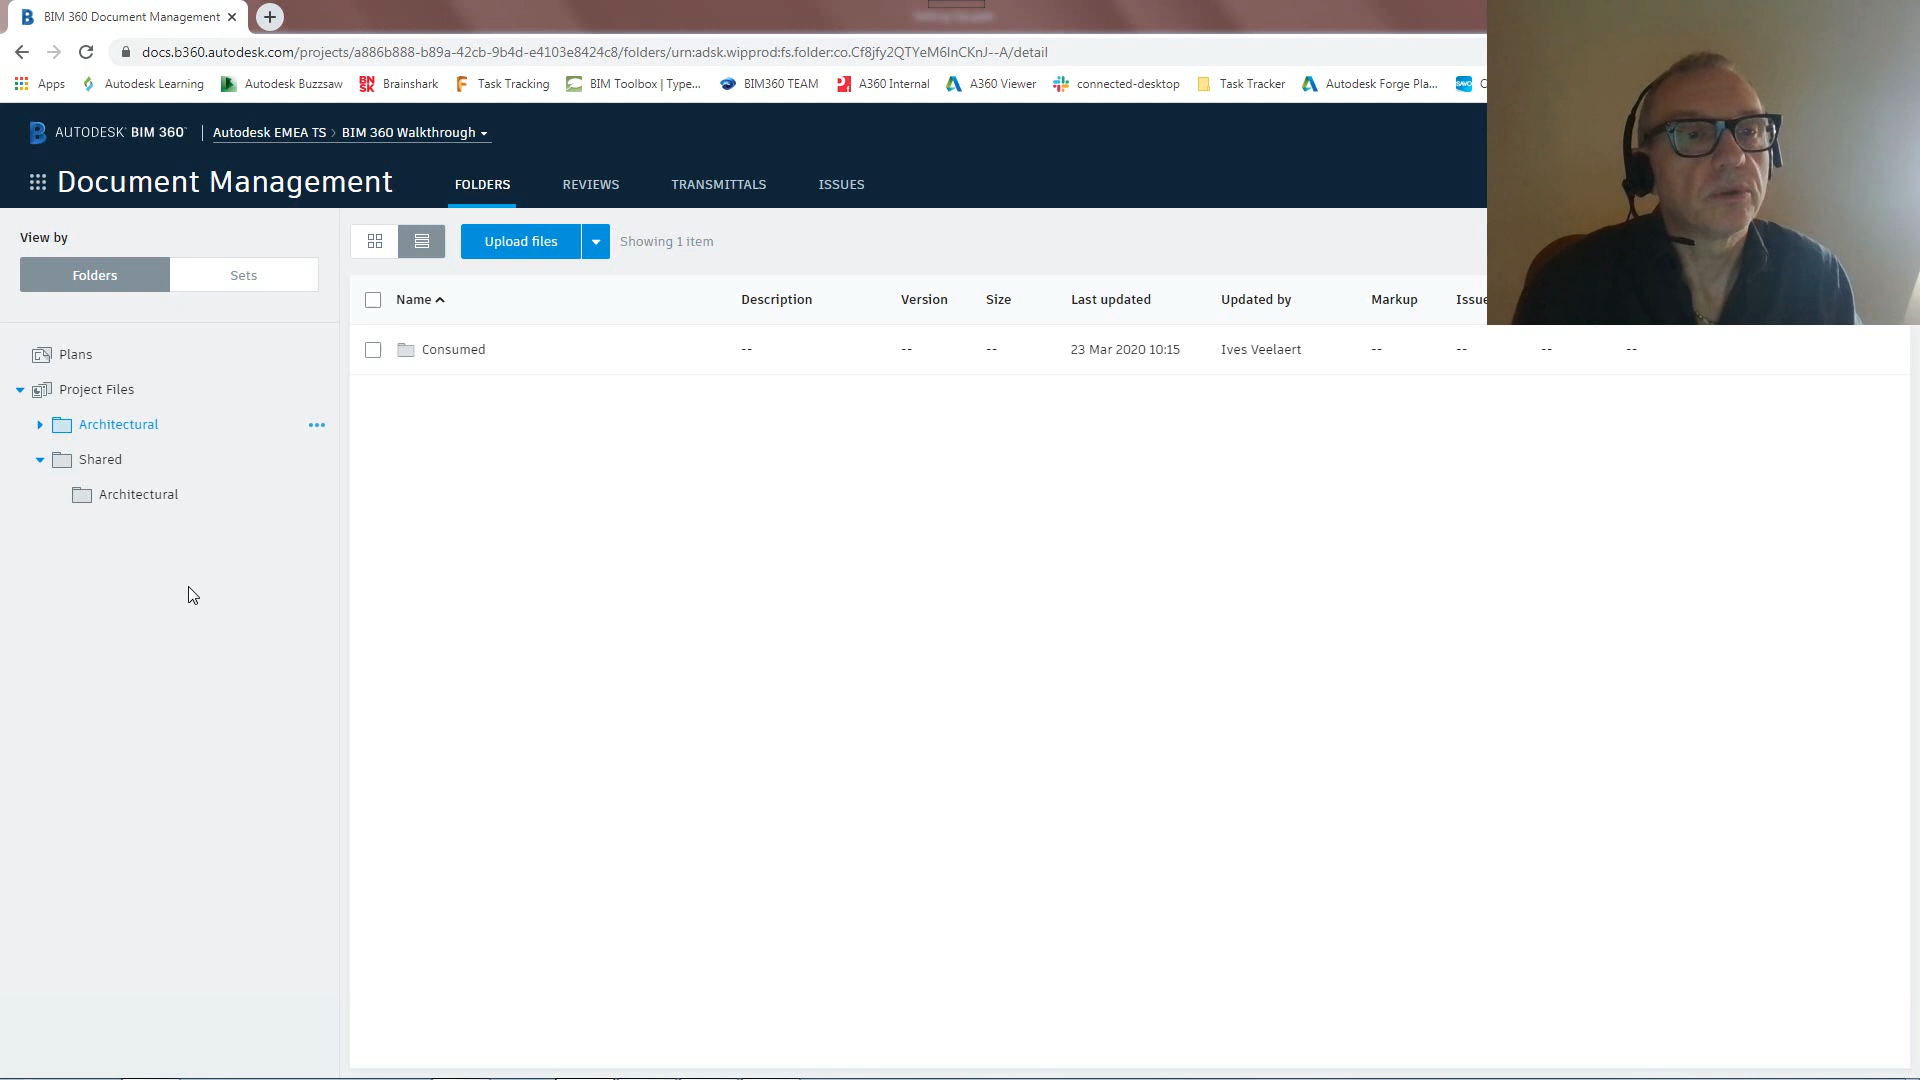 BIM 360 Document Management
docs.b360.autodesk.com/projects/a886b888-b89a-42cb-9b4d-e4103e8424c8/folders/urn:adsk.wipprod:fs.folder:co.Cf8jfy2QTYeM6InCKnJ--A/detail
Apps Autodesk Learning Autodesk Buzzsaw BN Brainshark Task Tracking BIM Toolbox | Type... BIM360 TEAM A360 Internal A360 Viewer connected-desktop Task Tracker Autodesk Forge Pla...
AUTODESK BIM 360 Autodesk EMEA TS > BIM 360 Walkthrough
Document Management FOLDERS REVIEWS TRANSMITTALS ISSUES
View by
Folders Sets
Plans
Project Files
Architectural ...
Shared
Architectural
Upload files Showing 1 item
Name Description Version Size Last updated Updated by Markup Issue
Consumed -- -- -- 23 Mar 2020 10:15 Ives Veelaert -- -- -- --